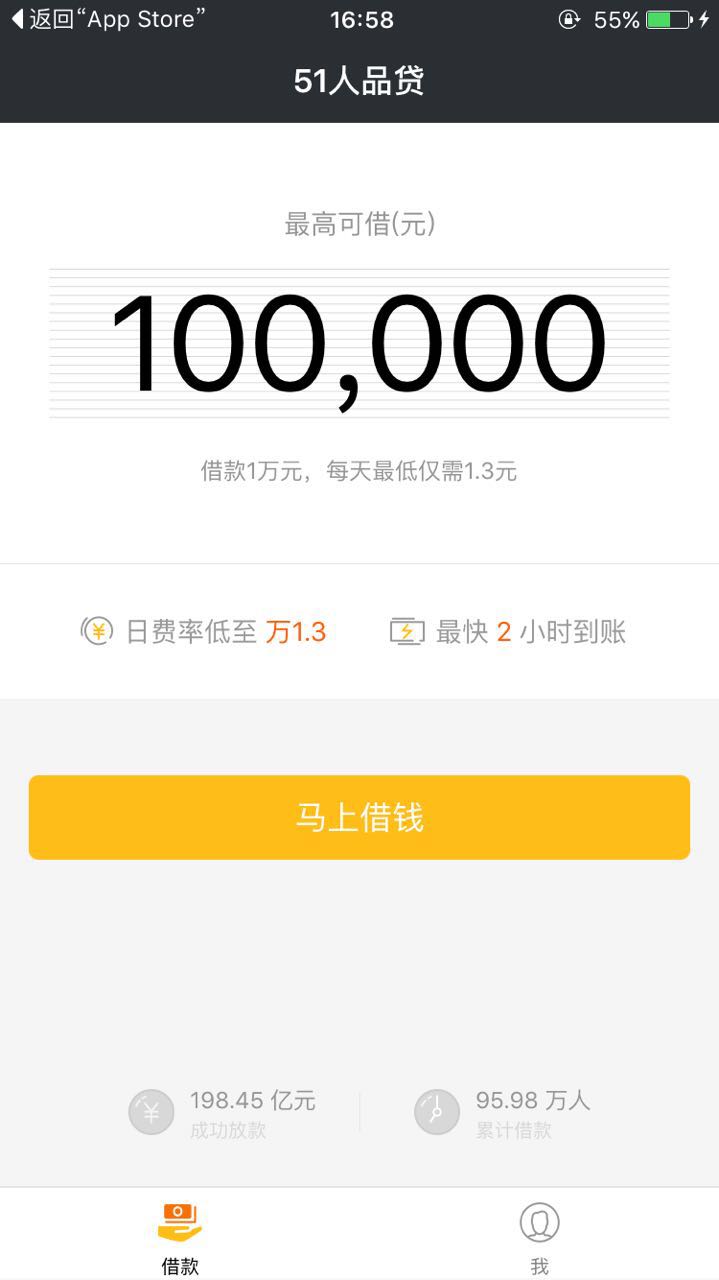 返回“App Store” 16:58 55%
51人品贷
最高可借(元)
100,000
借款1万元，每天最低仅需1.3元
日费率低至 万1.3 最快 2 小时到账
马上借钱
198.45 亿元 95.98 万人
成功放款 累计借款
借款 我